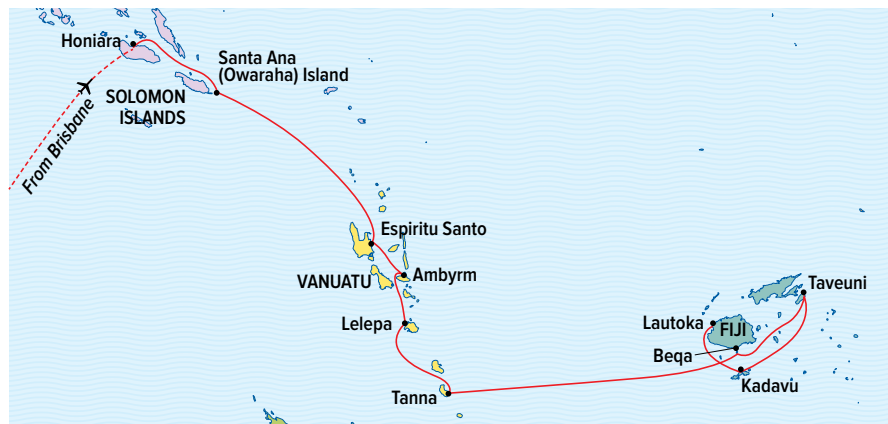 Honiara
Santa Ana
(Owaraha) Island
SOLOMON
ISLANDS
From Brisbane
Espiritu Santo
VANUATU
Ambyrm
Lelepa
Tanna
Taveuni
Lautoka
FIJI
Beqa
Kadavu